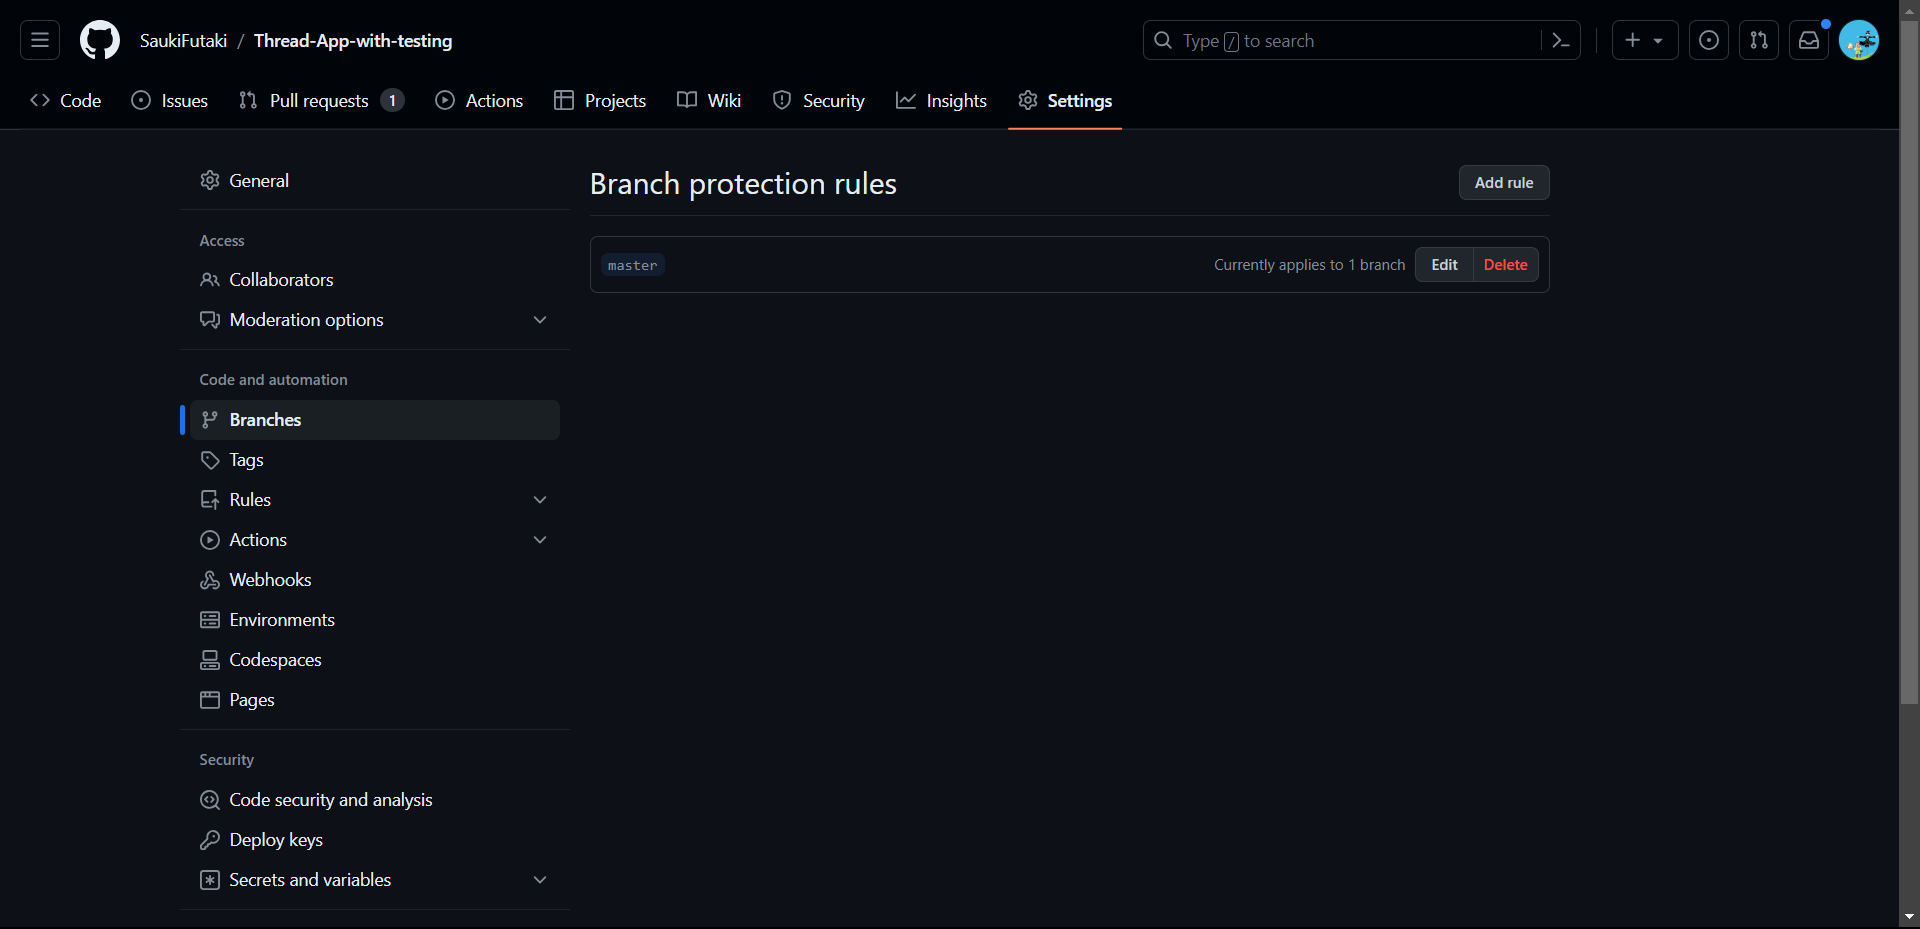 SaukiFutaki / Thread-App-with-testing
Type / to search
Code
Issues
Pull requests 1
Actions
Projects
Wiki
Security
Insights
Settings
General
Access
Collaborators
Moderation options
Code and automation
Branches
Tags
Rules
Actions
Webhooks
Environments
Codespaces
Pages
Security
Code security and analysis
Deploy keys
Secrets and variables
Branch protection rules
Add rule
master
Currently applies to 1 branch
Edit
Delete